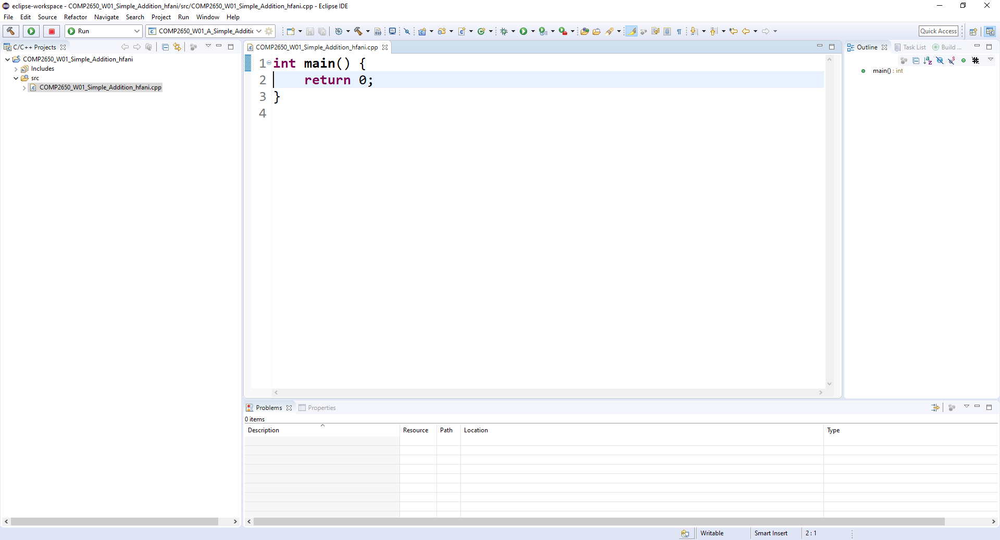 eclipse-workspace - COMP2650_W01_Simple_Addition_hfani/src/COMP2650_W01_Simple_Addition_hfani.cpp - Eclipse IDE
File Edit Source Refactor Navigate Search Project Run Window Help
Run COMP2650_W01_A_Simple_Additic Quick Access
C/C++ Projects
COMP2650_W01_Simple_Addition_hfani
Includes
src
COMP2650_W01_Simple_Addition_hfani.cpp
COMP2650_W01_Simple_Addition_hfani.cpp
1 int main() {
2 return 0;
3 }
4
Outline Task List Build ...
main() : int
Problems Properties
0 items
Description Resource Path Location Type
Writable Smart Insert 2 : 1